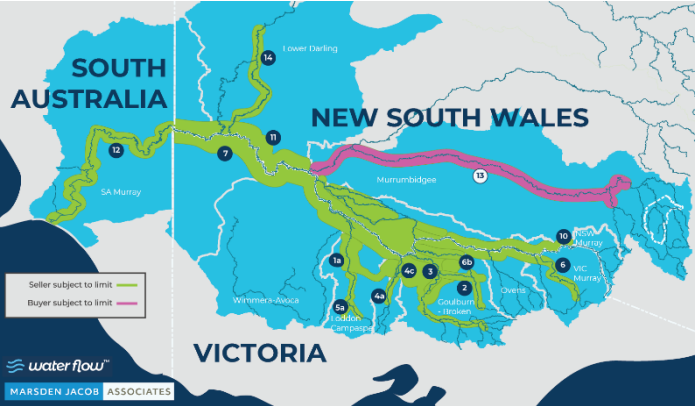 14
Lower Darling
SOUTH
AUSTRALIA
NEW SOUTH WALES
11
12
7
SA Murray
Murrumbidgee
13
10
NSW
Murray
1a
6b
6
VIC
Murray
4c
3
2
Seller subject to limit
Buyer subject to limit
Wimmera-Avoca
5a
4a
Loddon
Campaspe
Goulburn
- Broken
Ovens
VICTORIA
water flow™
MARSDEN JACOB ASSOCIATES